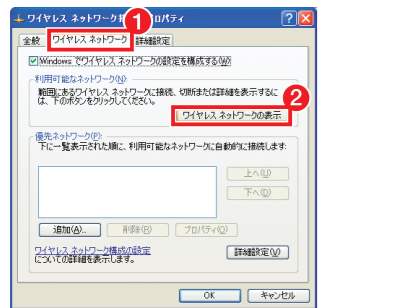 ワイヤレス ネットワーク接 ロパティ
1
全般 ワイヤレス ネットワーク 詳細設定
Windows でワイヤレス ネットワークの設定を構成する(W)
利用可能なネットワーク(N):
範囲にあるワイヤレス ネットワークに接続、切断または詳細を表示するに
は、下のボタンをクリックしてください。
2
ワイヤレス ネットワークの表示
優先ネットワーク(P):
下に一覧表示された順に、利用可能なネットワークに自動的に接続します:
上へ(U)
下へ(D)
追加(A)... 削除(R) プロパティ(O)
ワイヤレス ネットワーク構成の設定
についての詳細を表示します。
詳細設定(V)
OK キャンセル